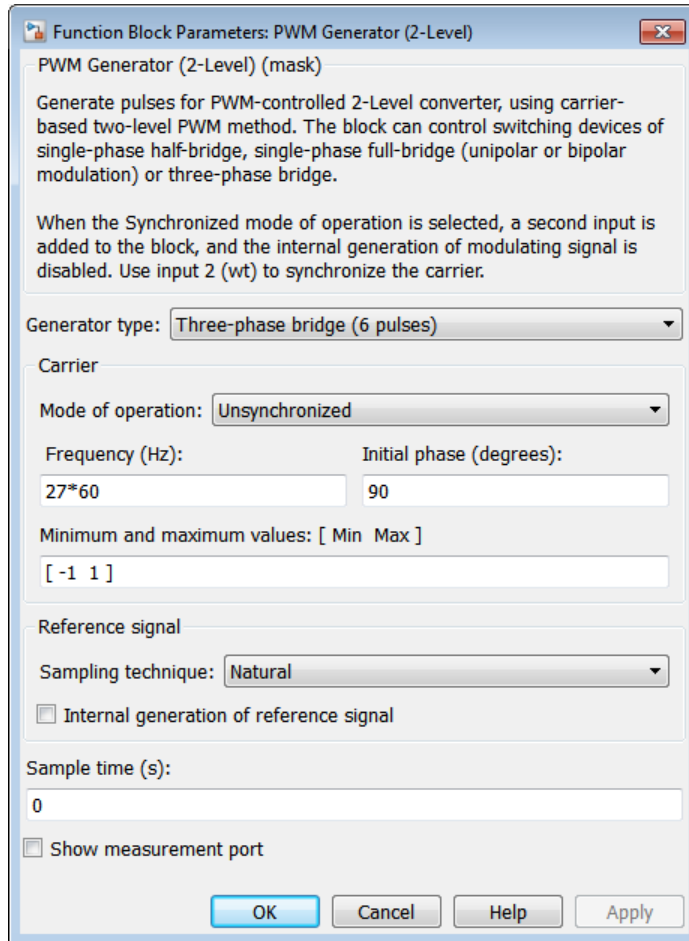 Function Block Parameters: PWM Generator (2-Level)
PWM Generator (2-Level) (mask)
Generate pulses for PWM-controlled 2-Level converter, using carrier-
based two-level PWM method. The block can control switching devices of
single-phase half-bridge, single-phase full-bridge (unipolar or bipolar
modulation) or three-phase bridge.
When the Synchronized mode of operation is selected, a second input is
added to the block, and the internal generation of modulating signal is
disabled. Use input 2 (wt) to synchronize the carrier.
Generator type: Three-phase bridge (6 pulses)
Carrier
Mode of operation: Unsynchronized
Frequency (Hz): Initial phase (degrees):
27*60 90
Minimum and maximum values: [ Min Max ]
[ -1 1 ]
Reference signal
Sampling technique: Natural
Internal generation of reference signal
Sample time (s):
0
Show measurement port
OK Cancel Help Apply